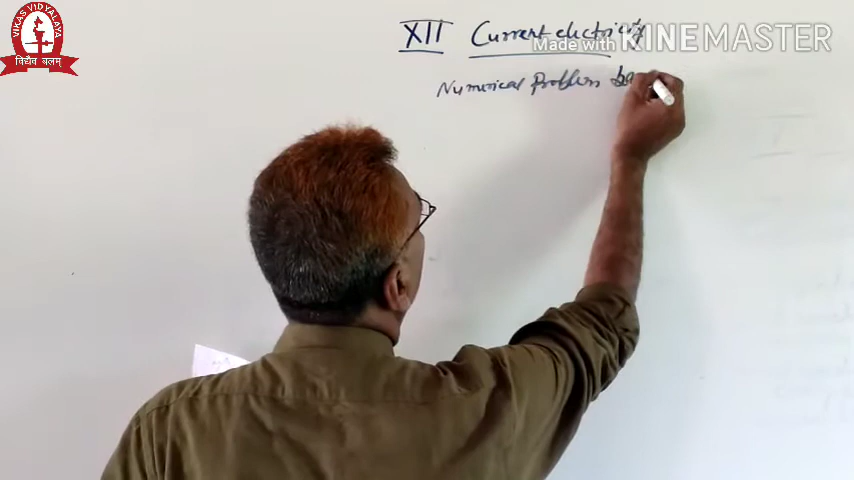 VIKAS VIDYALAYA
विद्यैव बलम्
XII Current electricity
Made with KINEMASTER
Numerical Problem